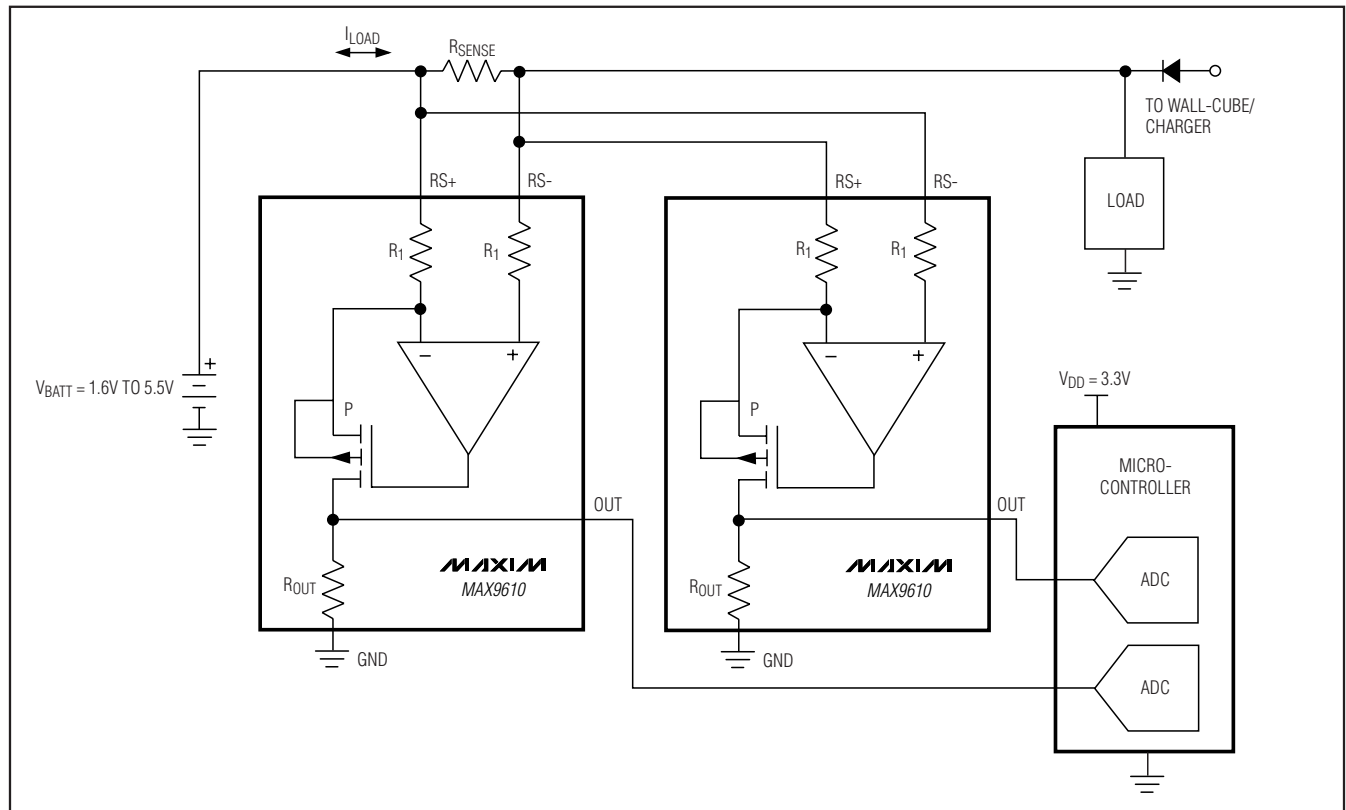 ILOAD
RSENSE
TO WALL-CUBE/
CHARGER
RS+
RS-
RS+
RS-
LOAD
R1
R1
R1
R1
−
+
−
+
+
VBATT = 1.6V TO 5.5V
VDD = 3.3V
P
P
MICRO-
CONTROLLER
OUT
OUT
ADC
ROUT
MAXIM
MAX9610
ROUT
MAXIM
MAX9610
GND
GND
ADC